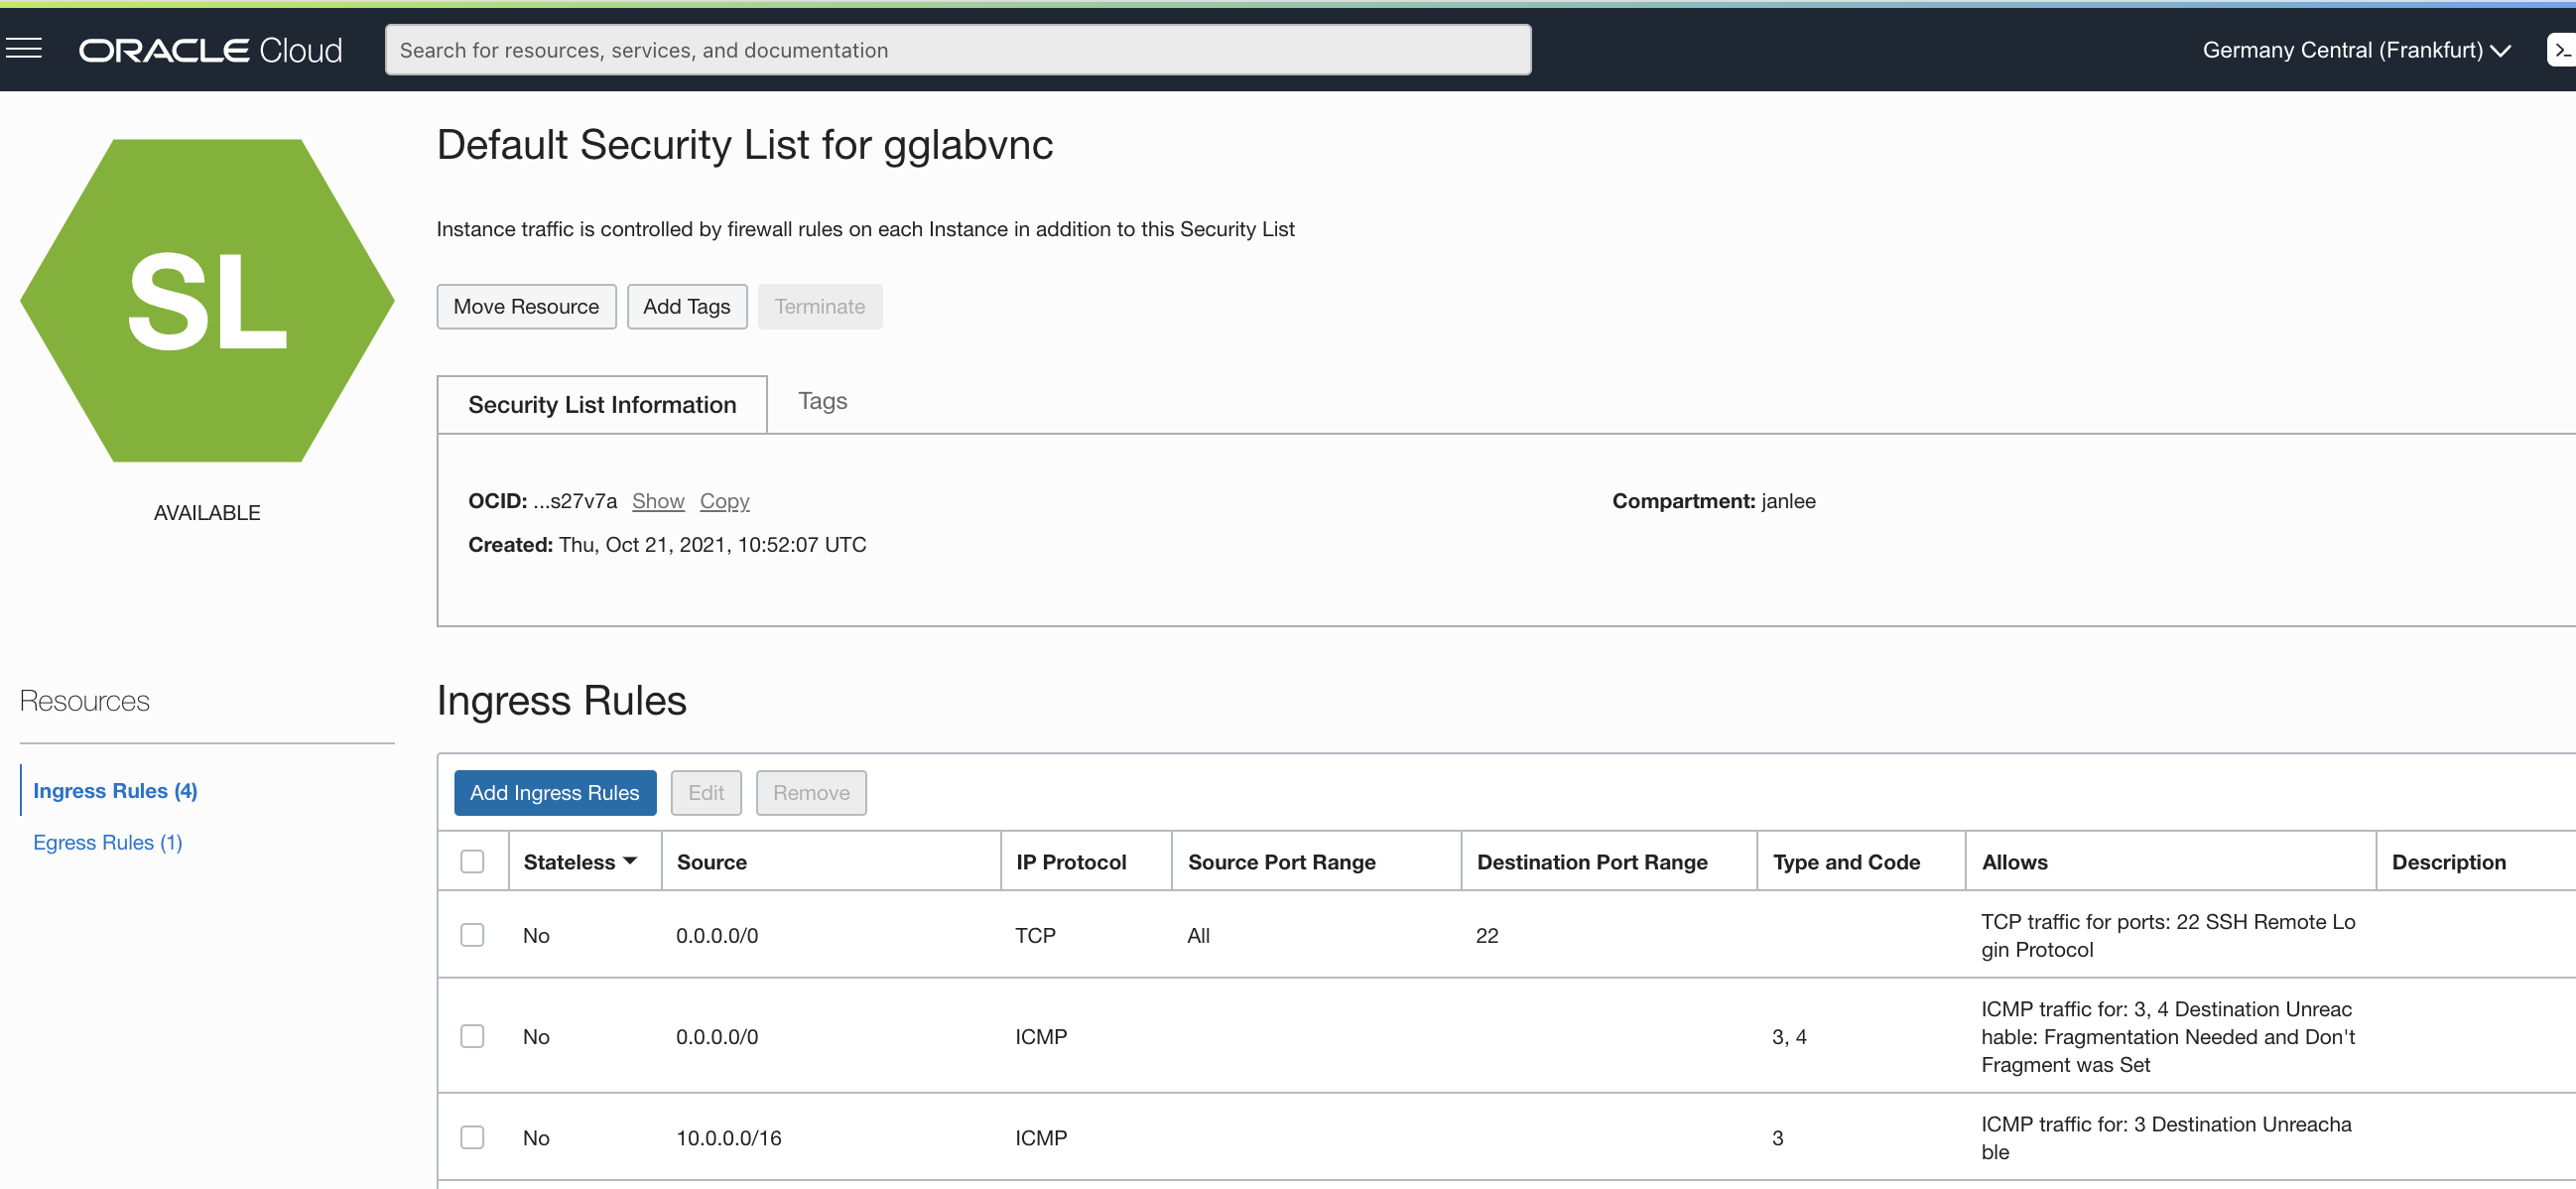 ORACLE Cloud
Search for resources, services, and documentation
Germany Central (Frankfurt)
>_
SL
AVAILABLE
Default Security List for gglabvnc
Instance traffic is controlled by firewall rules on each Instance in addition to this Security List
Move Resource Add Tags Terminate
Security List Information Tags
OCID: ...s27v7a Show Copy
Compartment: janlee
Created: Thu, Oct 21, 2021, 10:52:07 UTC
Resources
Ingress Rules (4)
Egress Rules (1)
Ingress Rules
Add Ingress Rules Edit Remove
Stateless Source IP Protocol Source Port Range Destination Port Range Type and Code Allows Description
No 0.0.0.0/0 TCP All 22 TCP traffic for ports: 22 SSH Remote Lo
gin Protocol
No 0.0.0.0/0 ICMP 3, 4 ICMP traffic for: 3, 4 Destination Unreac
hable: Fragmentation Needed and Don't
Fragment was Set
No 10.0.0.0/16 ICMP 3 ICMP traffic for: 3 Destination Unreacha
ble